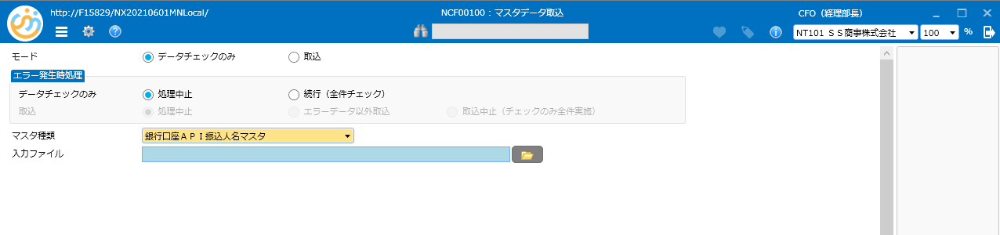 http://F15829/NX20210601MNLocal/ NCF00100：マスタデータ取込 CFO（経理部長）
NT101 ＳＳ商事株式会社 100 %
モード データチェックのみ 取込
エラー発生時処理
データチェックのみ 処理中止 続行（全件チェック）
取込 処理中止 エラーデータ以外取込 取込中止（チェックのみ全件実施）
マスタ種類 銀行口座ＡＰＩ振込人名マスタ
入力ファイル